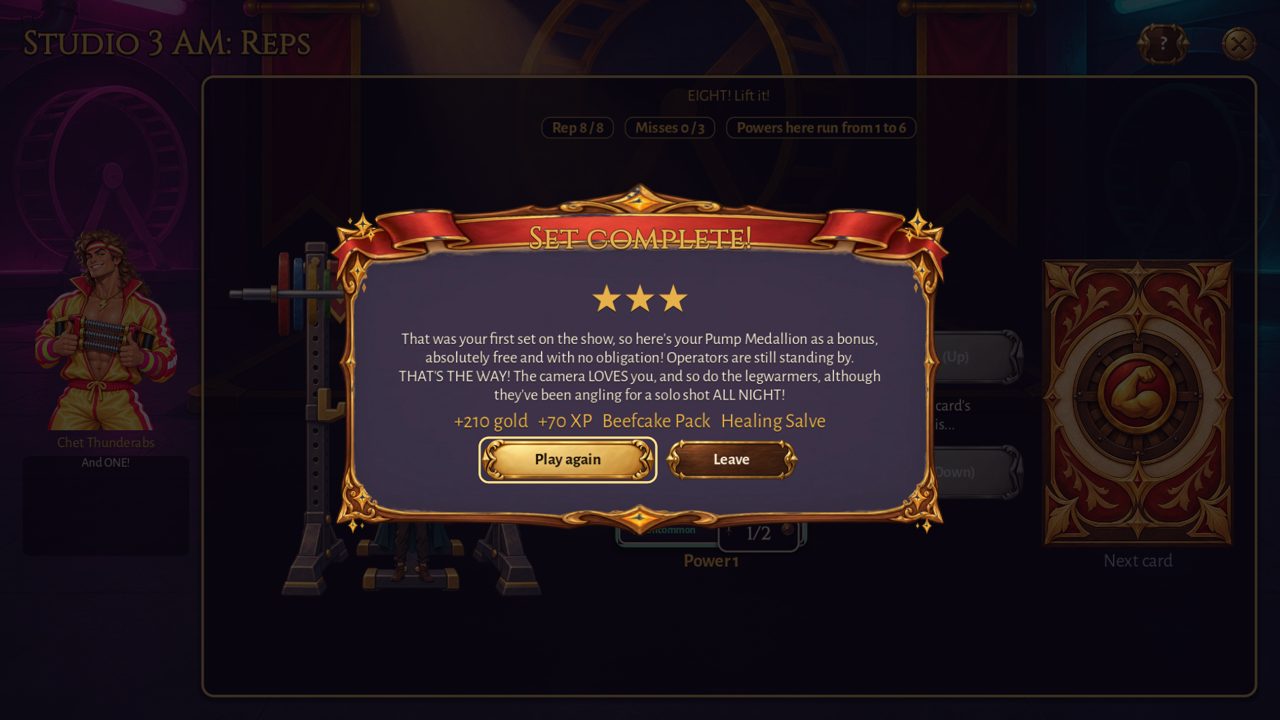 Studio 3 AM: Reps
?
EIGHT! Lift it!
Rep 8 / 8
Misses 0 / 3
Powers here run from 1 to 6
Set complete!
That was your first set on the show, so here's your Pump Medallion as a bonus,
absolutely free and with no obligation! Operators are still standing by.
THAT'S THE WAY! The camera LOVES you, and so do the legwarmers, although
they've been angling for a solo shot ALL NIGHT!
+210 gold +70 XP Beefcake Pack Healing Salve
Play again
Leave
(Up)
card's
is...
Down)
Chet Thunderabs
And ONE!
1/2
Power 1
Next card